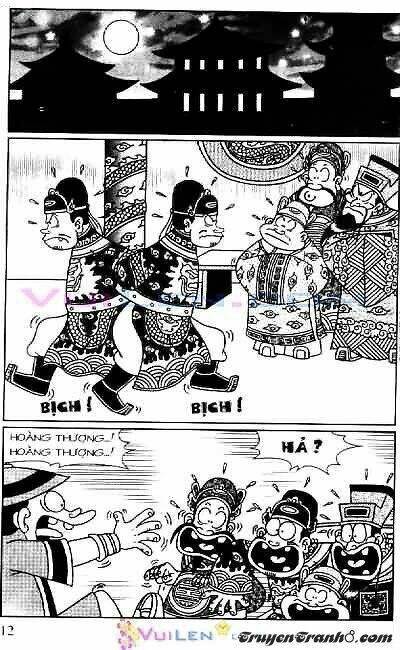 BỊCH! BỊCH!
HOÀNG THƯỢNG...!
HOÀNG THƯỢNG...!
HẢ?
12
VUILEN
TruyenTranh8.com